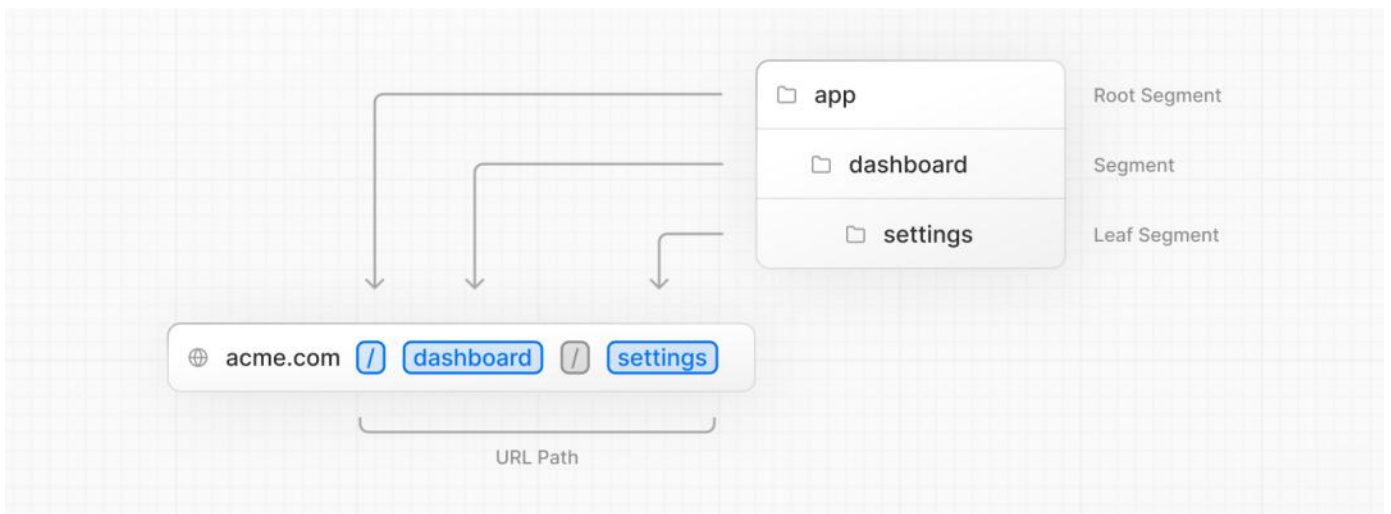 app Root Segment
dashboard Segment
settings Leaf Segment
acme.com / dashboard / settings
URL Path